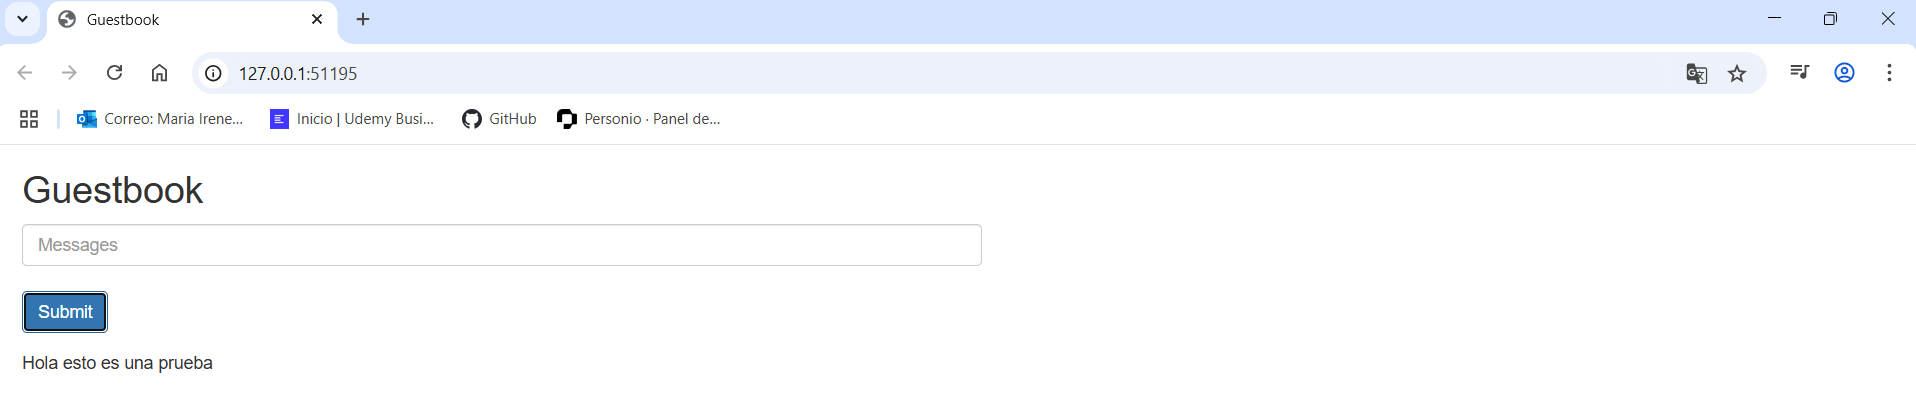 Guestbook
127.0.0.1:51195
Correo: Maria Irene... Inicio | Udemy Busi... GitHub Personio · Panel de...
Guestbook
Messages
Submit
Hola esto es una prueba